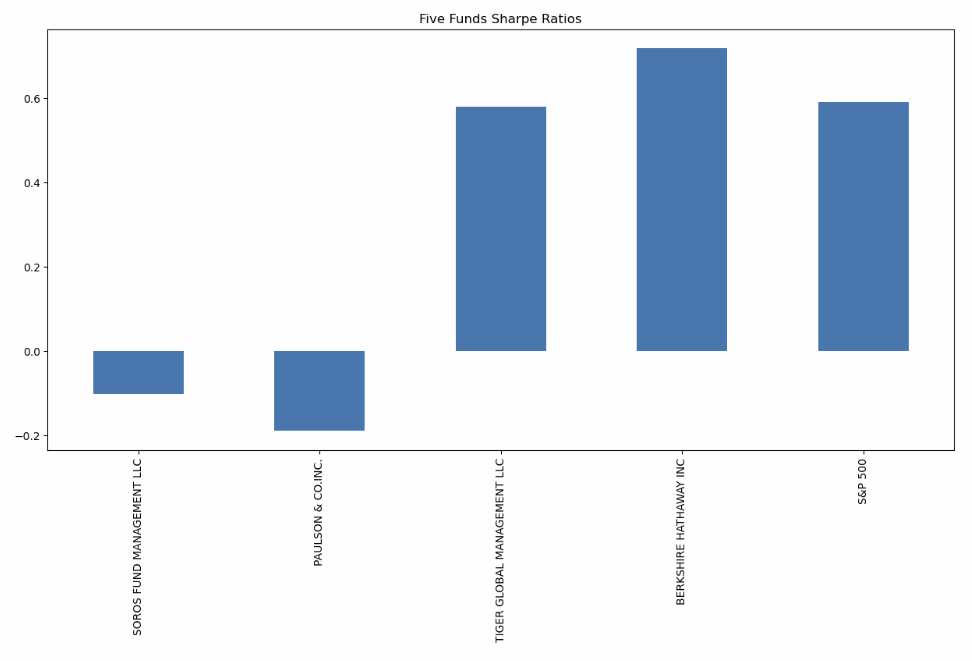 Five Funds Sharpe Ratios
0.6
0.4
0.2
0.0
−0.2
SOROS FUND MANAGEMENT LLC
PAULSON & CO.INC.
TIGER GLOBAL MANAGEMENT LLC
BERKSHIRE HATHAWAY INC
S&P 500